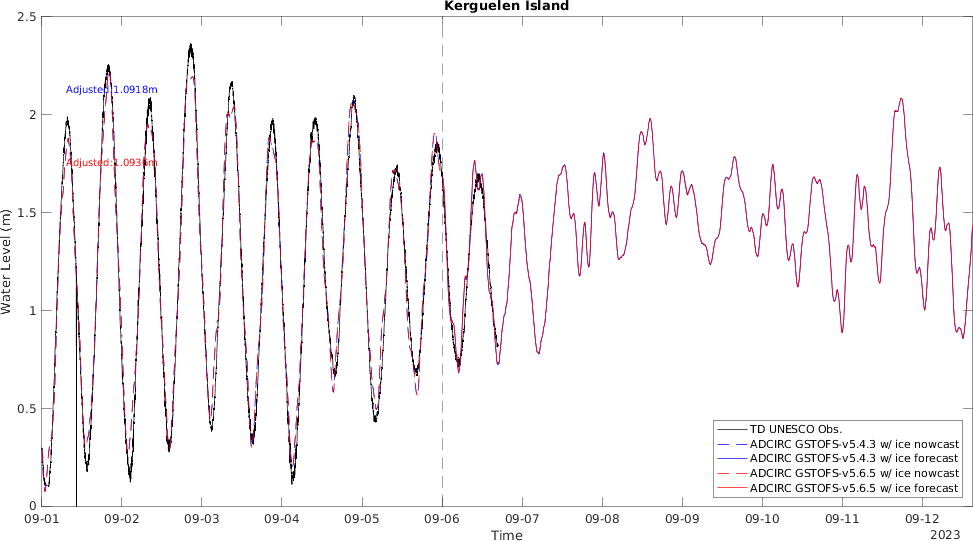 Kerguelen Island
2.5
2
1.5
1
0.5
0
Water Level (m)
Adjusted:1.0918m
Adjusted:1.0936m
TD UNESCO Obs.
ADCIRC GSTOFS-v5.4.3 w/ ice nowcast
ADCIRC GSTOFS-v5.4.3 w/ ice forecast
ADCIRC GSTOFS-v5.6.5 w/ ice nowcast
ADCIRC GSTOFS-v5.6.5 w/ ice forecast
09-01 09-02 09-03 09-04 09-05 09-06 09-07 09-08 09-09 09-10 09-11 09-12
Time
2023